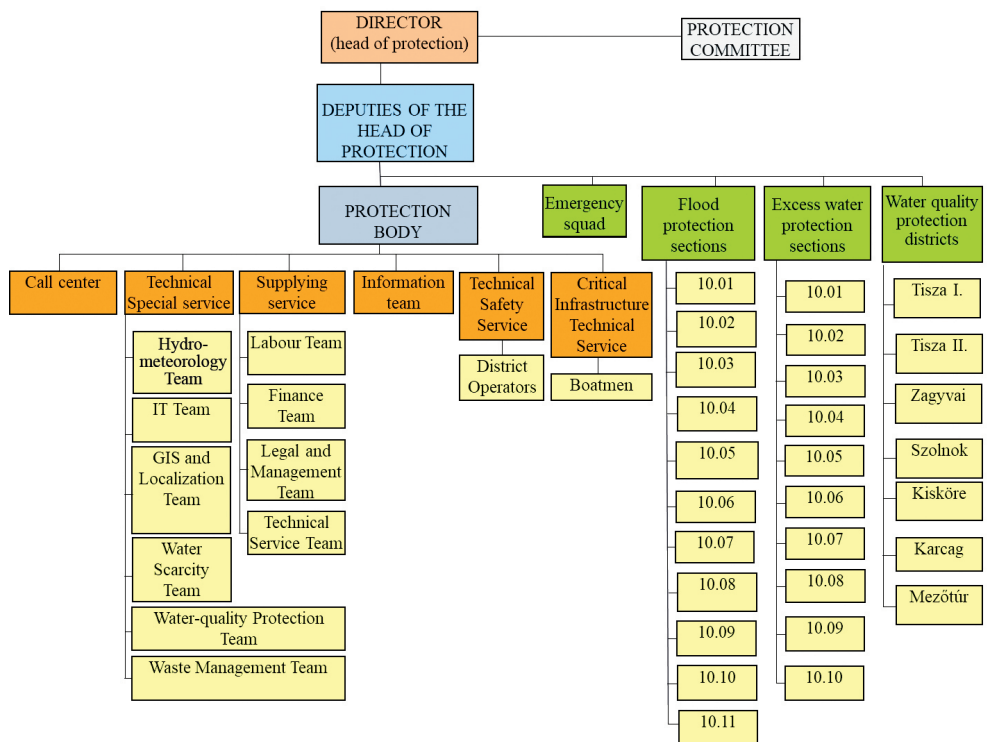 DIRECTOR
(head of protection)
PROTECTION
COMMITTEE
DEPUTIES OF THE
HEAD OF
PROTECTION
PROTECTION
BODY
Emergency
squad
Flood
protection
sections
Excess water
protection
sections
Water quality
protection
districts
Call center
Technical
Special service
Supplying
service
Information
team
Technical
Safety
Service
Critical
Infrastructure
Technical
Service
Hydro-
meteorology
Team
IT Team
GIS and
Localization
Team
Water
Scarcity
Team
Water-quality Protection
Team
Waste Management Team
Labour Team
Finance
Team
Legal and
Management
Team
Technical
Service Team
District
Operators
Boatmen
10.01
10.02
10.03
10.04
10.05
10.06
10.07
10.08
10.09
10.10
10.11
10.01
10.02
10.03
10.04
10.05
10.06
10.07
10.08
10.09
10.10
Tisza I.
Tisza II.
Zagyvai
Szolnok
Kisköre
Karcag
Mezőtúr